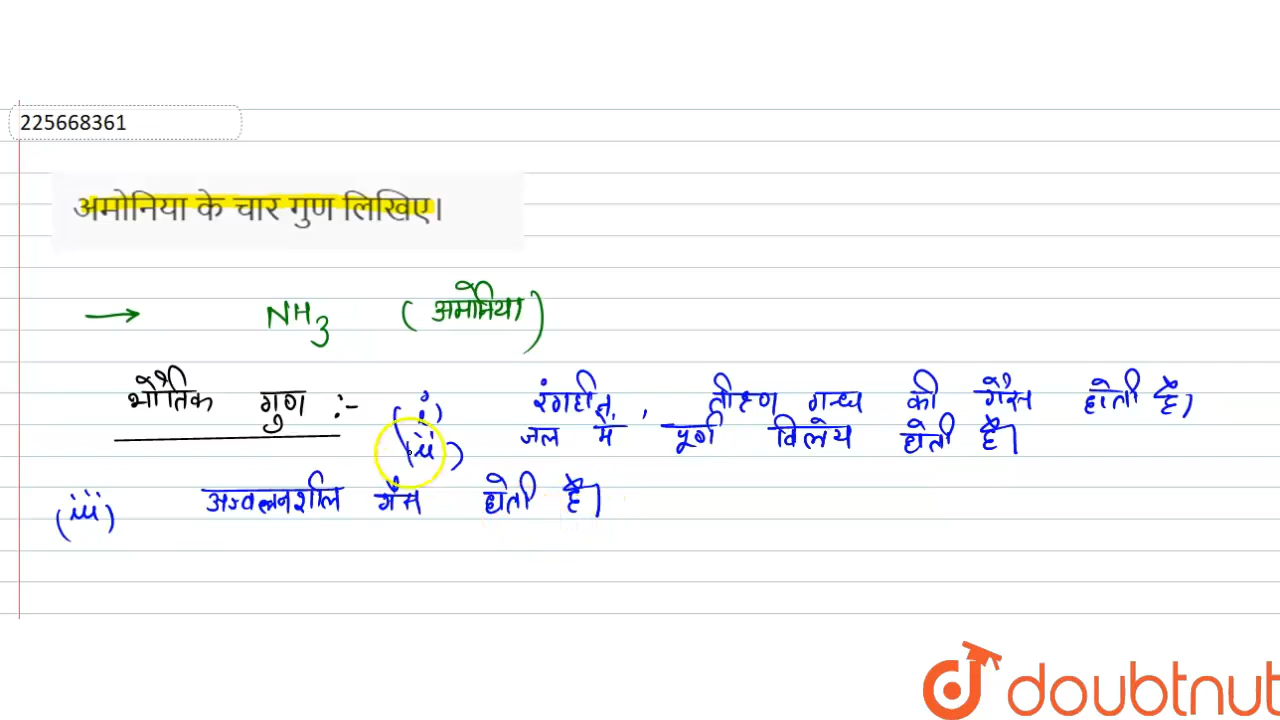 225668361
अमोनिया के चार गुण लिखिए।
→ NH3 (अमोनिया)
भौतिक गुण :- (i) रंगहीन, तीक्ष्ण गन्ध की गैस होती है।
(ii) जल में पूर्ण विलेय होती है।
(iii) अज्वलनशील गैस होती है।
doubtnut